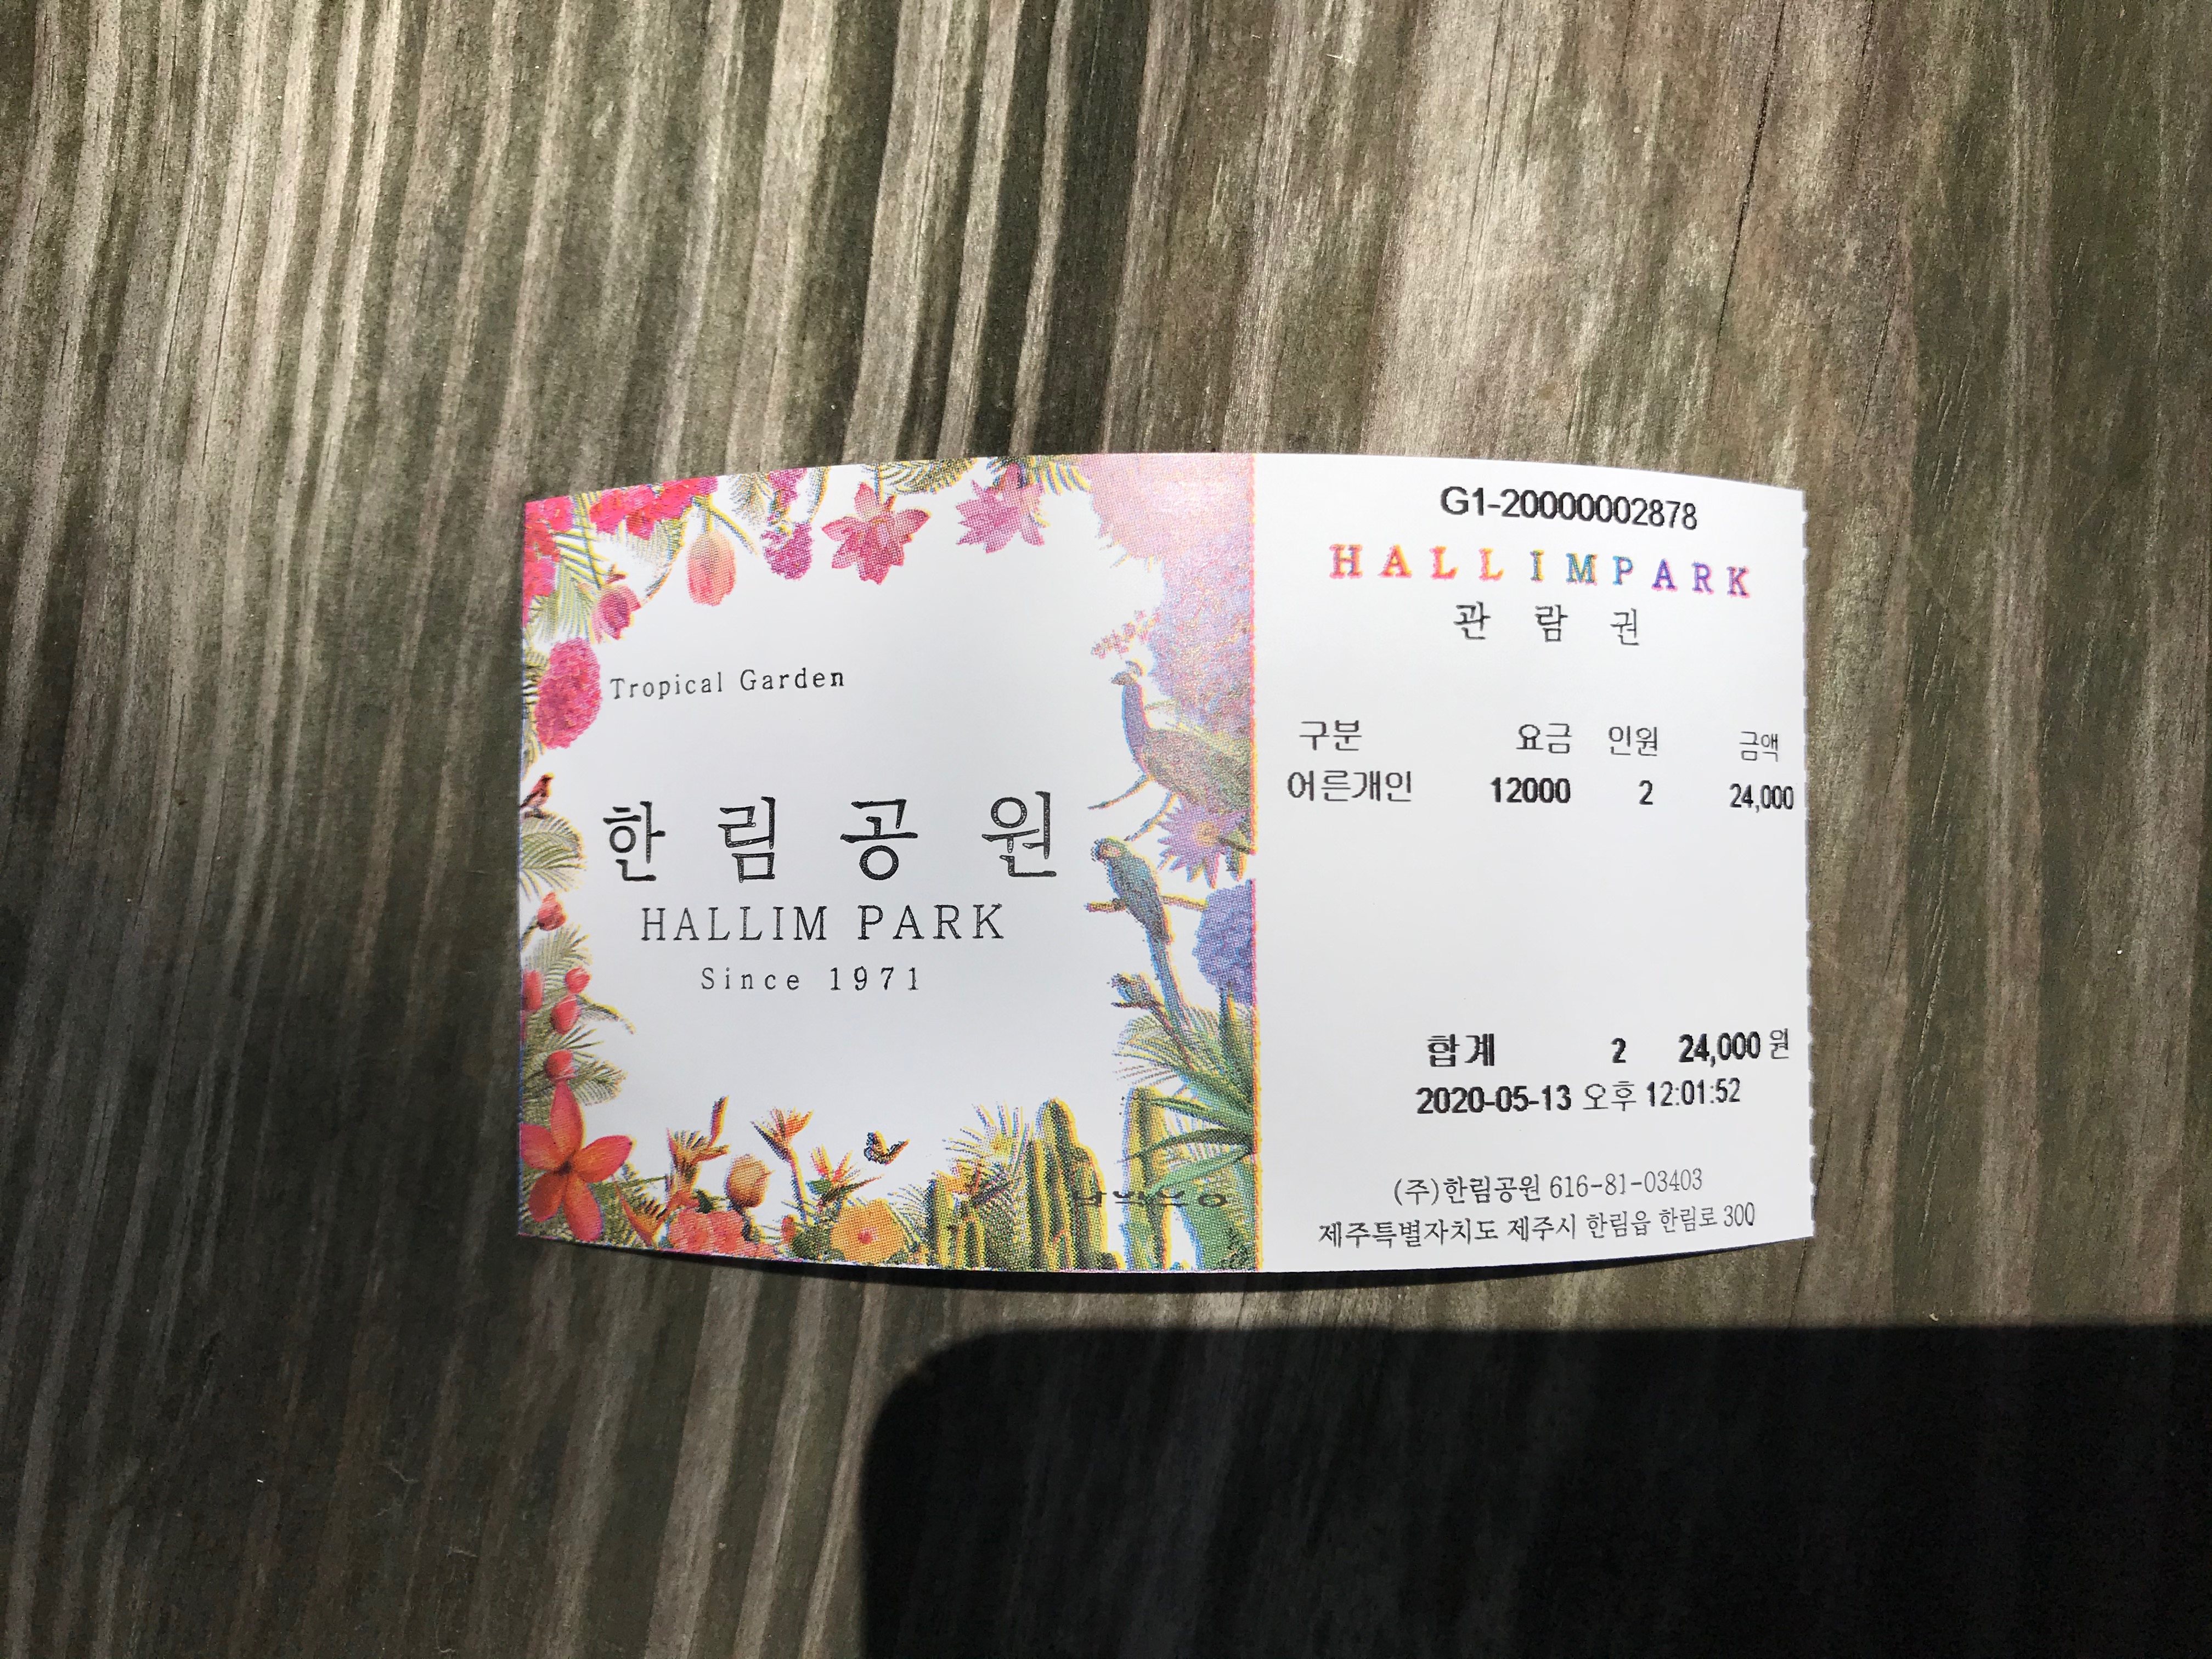 Tropical Garden
한 림 공 원
HALLIM PARK
Since 1971
G1-20000002878
HALLIMPARK
관 람 권
구분 요금 인원 금액
어른개인 12000 2 24,000
합계 2 24,000 원
2020-05-13 오후 12:01:52
(주)한림공원 616-81-03403
제주특별자치도 제주시 한림읍 한림로 300